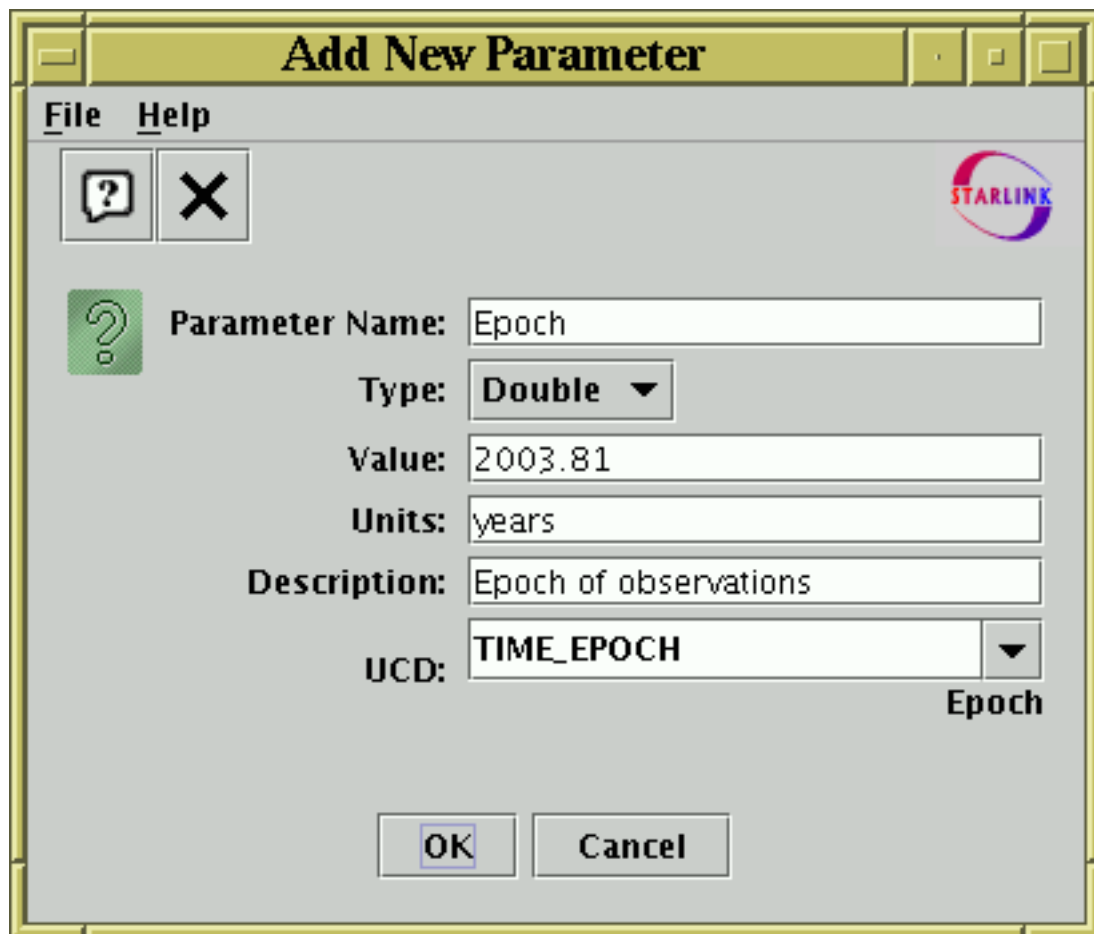 Add New Parameter
File Help
?
STARLINK
?
Parameter Name: Epoch
Type: Double
Value: 2003.81
Units: years
Description: Epoch of observations
UCD: TIME_EPOCH
Epoch
OK Cancel